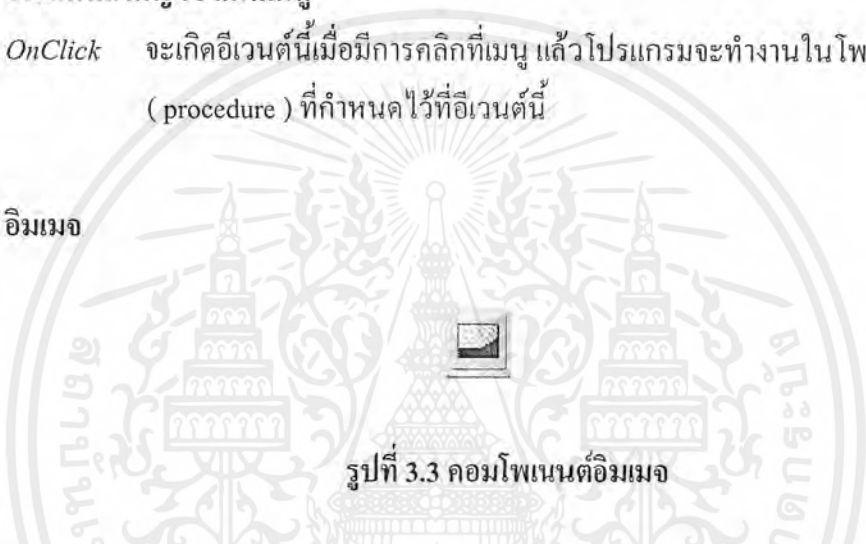 OnClick จะเกิดอีเวนต์นี้เมื่อมีการคลิกที่เมนู แล้วโปรแกรมจะทำงานในโพ
( procedure ) ที่กำหนดไว้ที่อีเวนต์นี้
อิมเมจ
รูปที่ 3.3 คอมโพเนนต์อิมเมจ